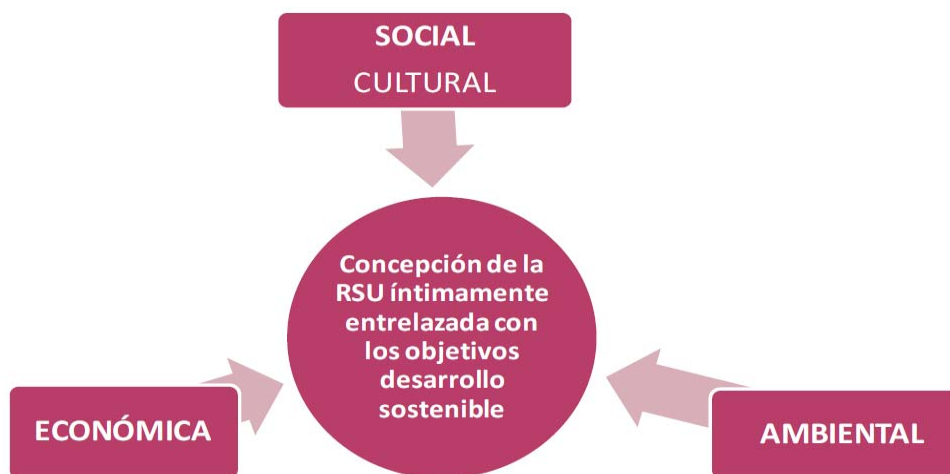 SOCIAL
CULTURAL
Concepción de la
RSU íntimamente
entrelazada con
los objetivos
desarrollo
sostenible
ECONÓMICA
AMBIENTAL